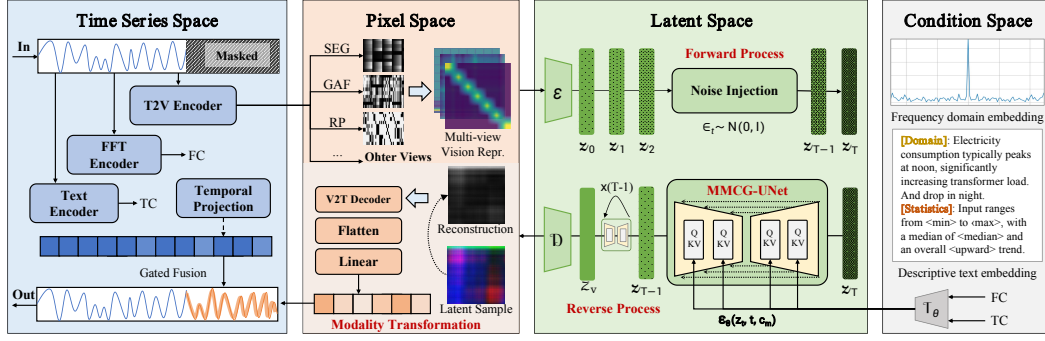 Time Series Space
In
Masked
T2V Encoder
FFT
Encoder
FC
Text
Encoder
TC
Temporal
Projection
Gated Fusion
Out
Pixel Space
SEG
GAF
RP
...
Ohter Views
Multi-view
Vision Repr.
V2T Decoder
Flatten
Linear
Reconstruction
Latent Sample
Modality Transformation
Latent Space
Forward Process
ε
Noise Injection
∈t ~ N(0, I)
z0
z1
z2
zT−1
zT
MMCG-UNet
x(T-1)
D
Q
KV
Q
KV
Q
KV
Q
KV
Zv
zT−1
zT
Reverse Process
εθ(zt, t, cm)
Condition Space
Frequency domain embedding
[Domain]: Electricity
consumption typically peaks
at noon, significantly
increasing transformer load.
And drop in night.
[Statistics]: Input ranges
from <min> to <max>, with
a median of <median> and
an overall <upward> trend.
Descriptive text embedding
Tθ
FC
TC